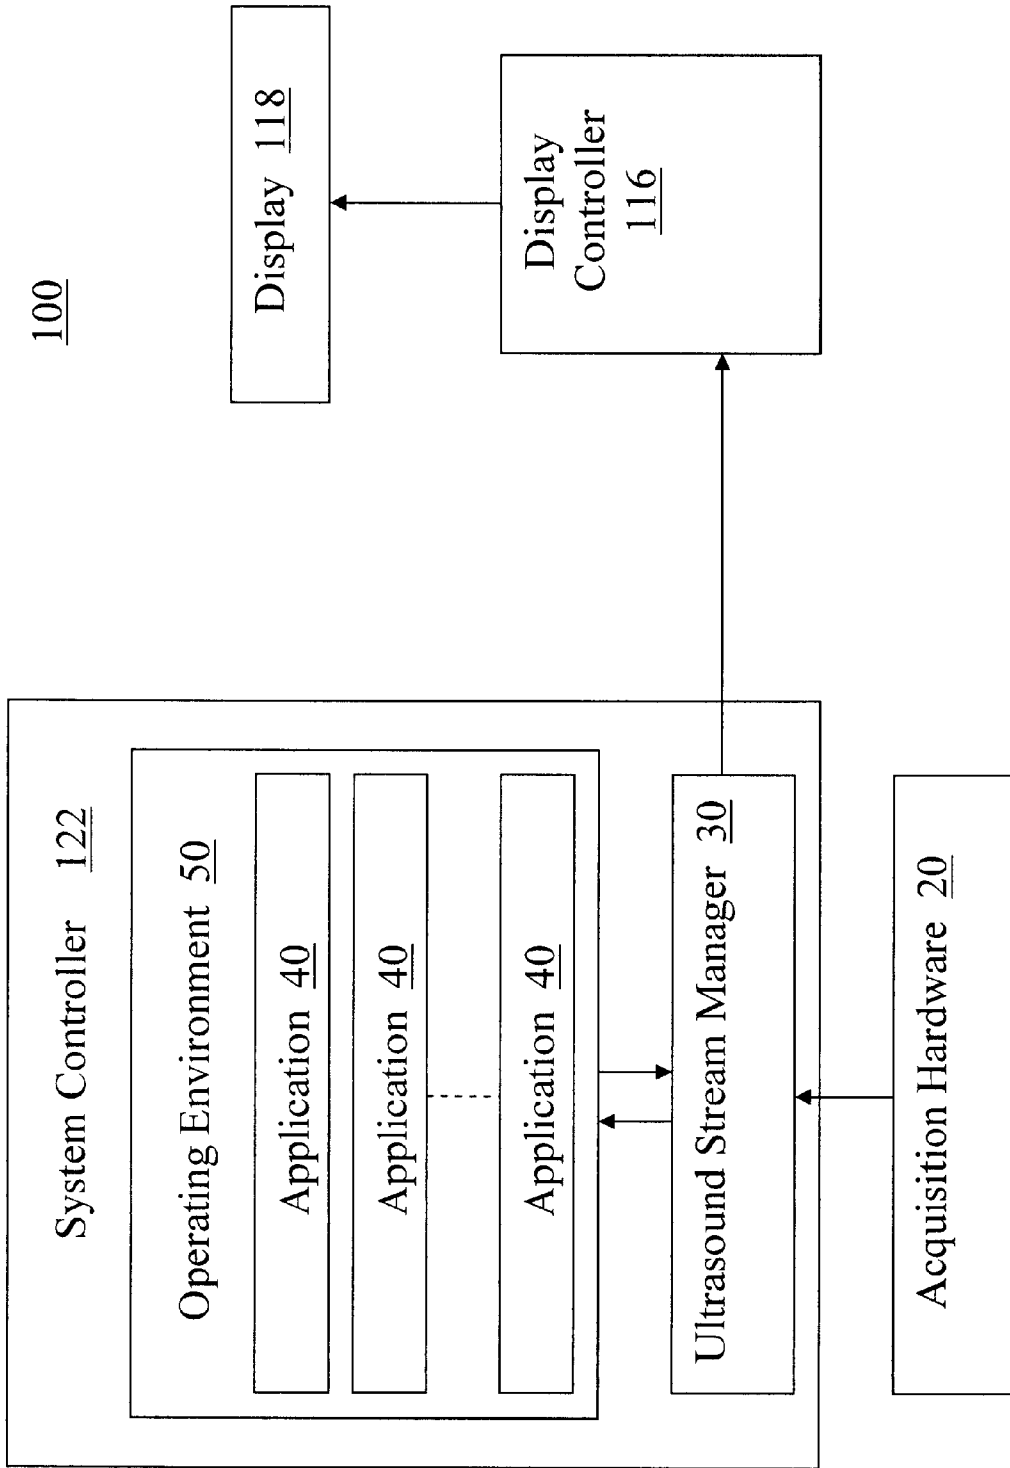 100
System Controller 122
Operating Environment 50
Application 40
Application 40
Application 40
Ultrasound Stream Manager 30
Acquisition Hardware 20
Display 118
Display
Controller
116